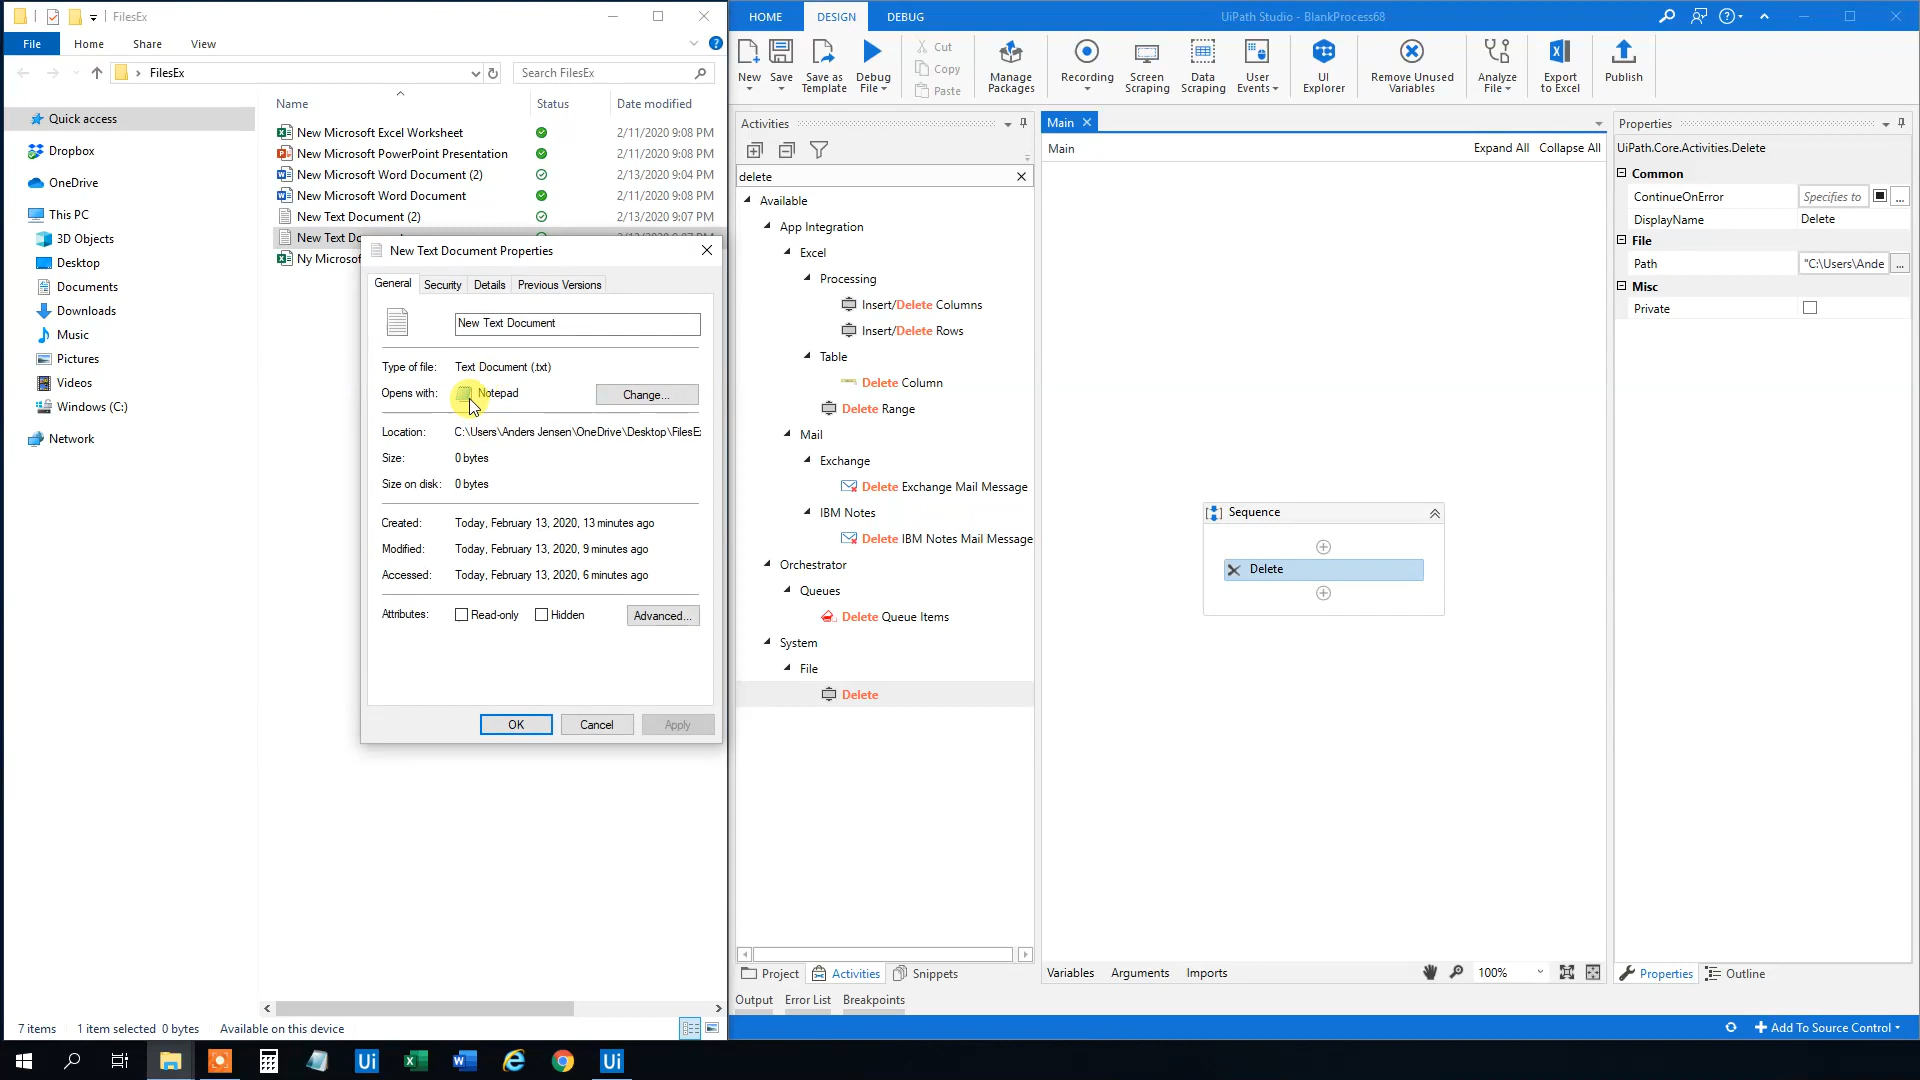 FilesEx
File Home Share View
FilesEx
Search FilesEx
Name Status Date modified
Quick access
Dropbox
OneDrive
This PC
3D Objects
Desktop
Documents
Downloads
Music
Pictures
Videos
Windows (C:)
Network
New Microsoft Excel Worksheet 2/11/2020 9:08 PM
New Microsoft PowerPoint Presentation 2/11/2020 9:08 PM
New Microsoft Word Document (2) 2/13/2020 9:04 PM
New Microsoft Word Document 2/11/2020 9:08 PM
New Text Document (2) 2/13/2020 9:07 PM
New Text Do
Ny Microsof
New Text Document Properties
General Security Details Previous Versions
New Text Document
Type of file: Text Document (.txt)
Opens with: Notepad Change...
Location: C:\Users\Anders Jensen\OneDrive\Desktop\FilesE
Size: 0 bytes
Size on disk: 0 bytes
Created: Today, February 13, 2020, 13 minutes ago
Modified: Today, February 13, 2020, 9 minutes ago
Accessed: Today, February 13, 2020, 6 minutes ago
Attributes: Read-only Hidden Advanced...
OK Cancel Apply
7 items 1 item selected 0 bytes Available on this device
HOME DESIGN DEBUG
UiPath Studio - BlankProcess68
New
Save
Save as Template
Debug File
Cut
Copy
Paste
Manage Packages
Recording
Screen Scraping
Data Scraping
User Events
UI Explorer
Remove Unused Variables
Analyze File
Export to Excel
Publish
Activities
delete
Available
App Integration
Excel
Processing
Insert/Delete Columns
Insert/Delete Rows
Table
Delete Column
Delete Range
Mail
Exchange
Delete Exchange Mail Message
IBM Notes
Delete IBM Notes Mail Message
Orchestrator
Queues
Delete Queue Items
System
File
Delete
Project Activities Snippets
Output Error List Breakpoints
Main
Main Expand All Collapse All
Sequence
Delete
Variables Arguments Imports 100%
Properties
UiPath.Core.Activities.Delete
Common
ContinueOnError Specifies to ...
DisplayName Delete
File
Path "C:\Users\Ande ...
Misc
Private
Properties Outline
Add To Source Control
Ui
Ui